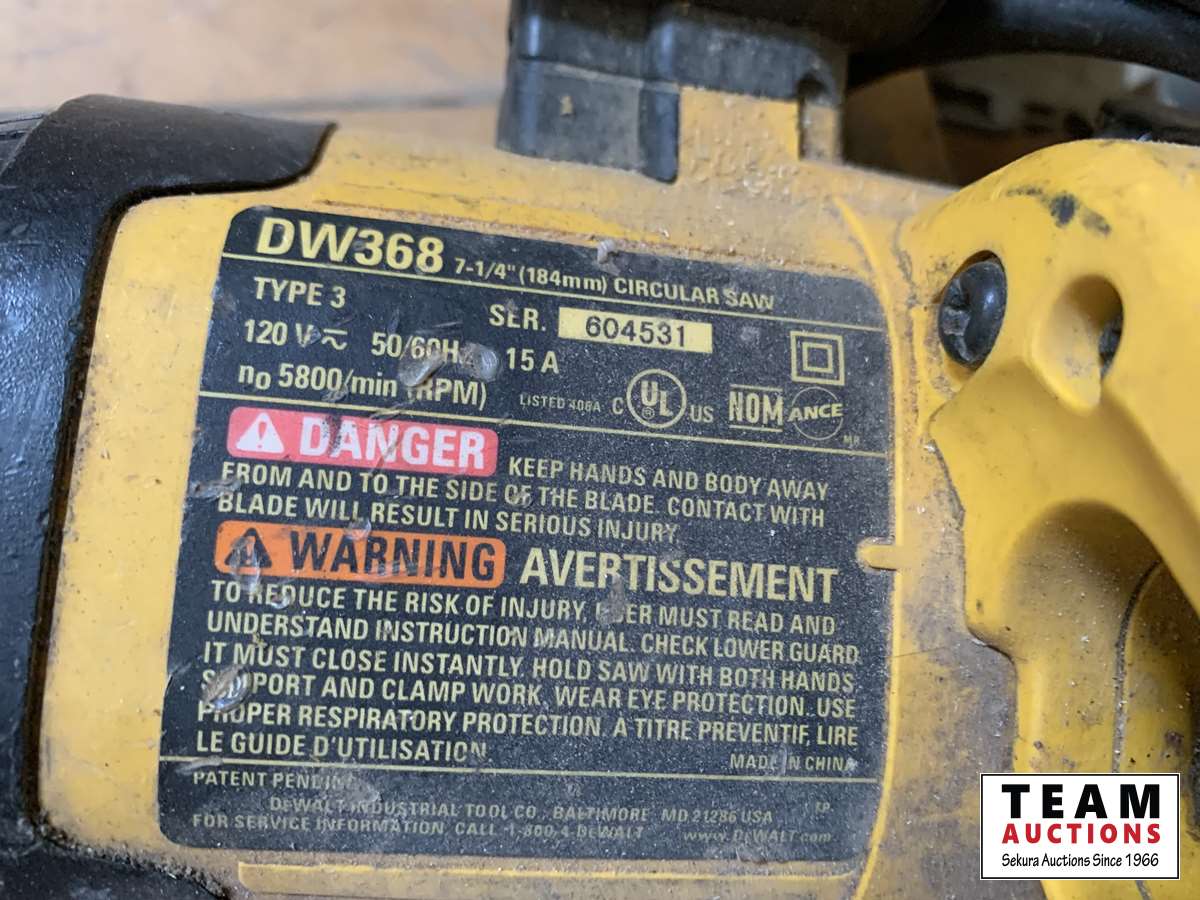 DW368 7-1/4" (184mm) CIRCULAR SAW
TYPE 3 SER. 604531
120 V ⎓∼ 50/60Hz 15 A
n₀ 5800/min (RPM) LISTED 406A C UL ® US NOM ANCE MR
DANGER KEEP HANDS AND BODY AWAY
FROM AND TO THE SIDE OF THE BLADE. CONTACT WITH
BLADE WILL RESULT IN SERIOUS INJURY.
WARNING AVERTISSEMENT
TO REDUCE THE RISK OF INJURY, USER MUST READ AND
UNDERSTAND INSTRUCTION MANUAL. CHECK LOWER GUARD
IT MUST CLOSE INSTANTLY. HOLD SAW WITH BOTH HANDS
SUPPORT AND CLAMP WORK. WEAR EYE PROTECTION. USE
PROPER RESPIRATORY PROTECTION. A TITRE PREVENTIF, LIRE
LE GUIDE D'UTILISATION.
MADE IN CHINA
PATENT PENDING
DEWALT INDUSTRIAL TOOL CO., BALTIMORE, MD 21286 USA
FOR SERVICE INFORMATION, CALL 1-800-4-DEWALT www.DEWALT.com
TEAM
AUCTIONS
Sekura Auctions Since 1966